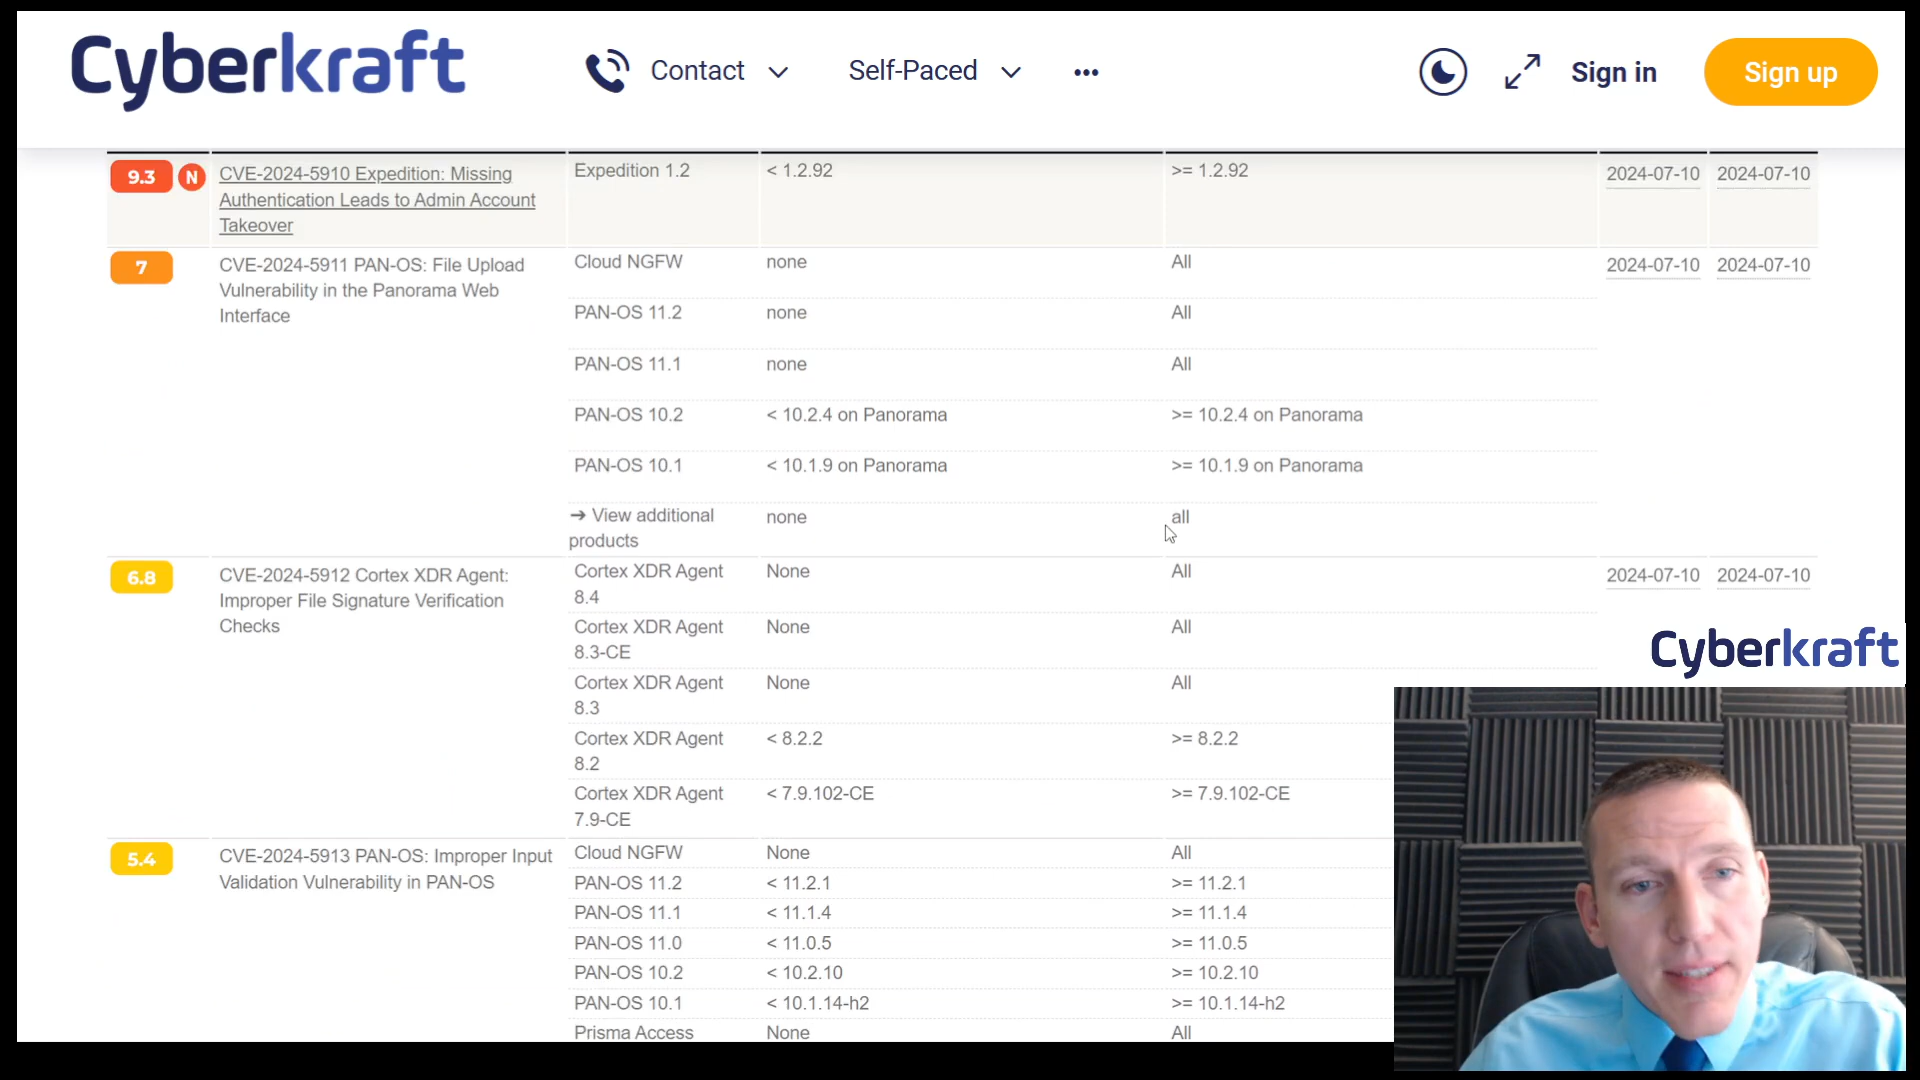 Cyberkraft
Contact
Self-Paced
Sign in
Sign up
9.3 N CVE-2024-5910 Expedition: Missing
Authentication Leads to Admin Account
Takeover
Expedition 1.2 < 1.2.92 >= 1.2.92 2024-07-10 2024-07-10
7 CVE-2024-5911 PAN-OS: File Upload
Vulnerability in the Panorama Web
Interface
Cloud NGFW none All 2024-07-10 2024-07-10
PAN-OS 11.2 none All
PAN-OS 11.1 none All
PAN-OS 10.2 < 10.2.4 on Panorama >= 10.2.4 on Panorama
PAN-OS 10.1 < 10.1.9 on Panorama >= 10.1.9 on Panorama
➔ View additional
products
none all
6.8 CVE-2024-5912 Cortex XDR Agent:
Improper File Signature Verification
Checks
Cortex XDR Agent
8.4
None All 2024-07-10 2024-07-10
Cortex XDR Agent
8.3-CE
None All
Cortex XDR Agent
8.3
None All
Cortex XDR Agent
8.2
< 8.2.2 >= 8.2.2
Cortex XDR Agent
7.9-CE
< 7.9.102-CE >= 7.9.102-CE
5.4 CVE-2024-5913 PAN-OS: Improper Input
Validation Vulnerability in PAN-OS
Cloud NGFW None All
PAN-OS 11.2 < 11.2.1 >= 11.2.1
PAN-OS 11.1 < 11.1.4 >= 11.1.4
PAN-OS 11.0 < 11.0.5 >= 11.0.5
PAN-OS 10.2 < 10.2.10 >= 10.2.10
PAN-OS 10.1 < 10.1.14-h2 >= 10.1.14-h2
Prisma Access None All
Cyberkraft